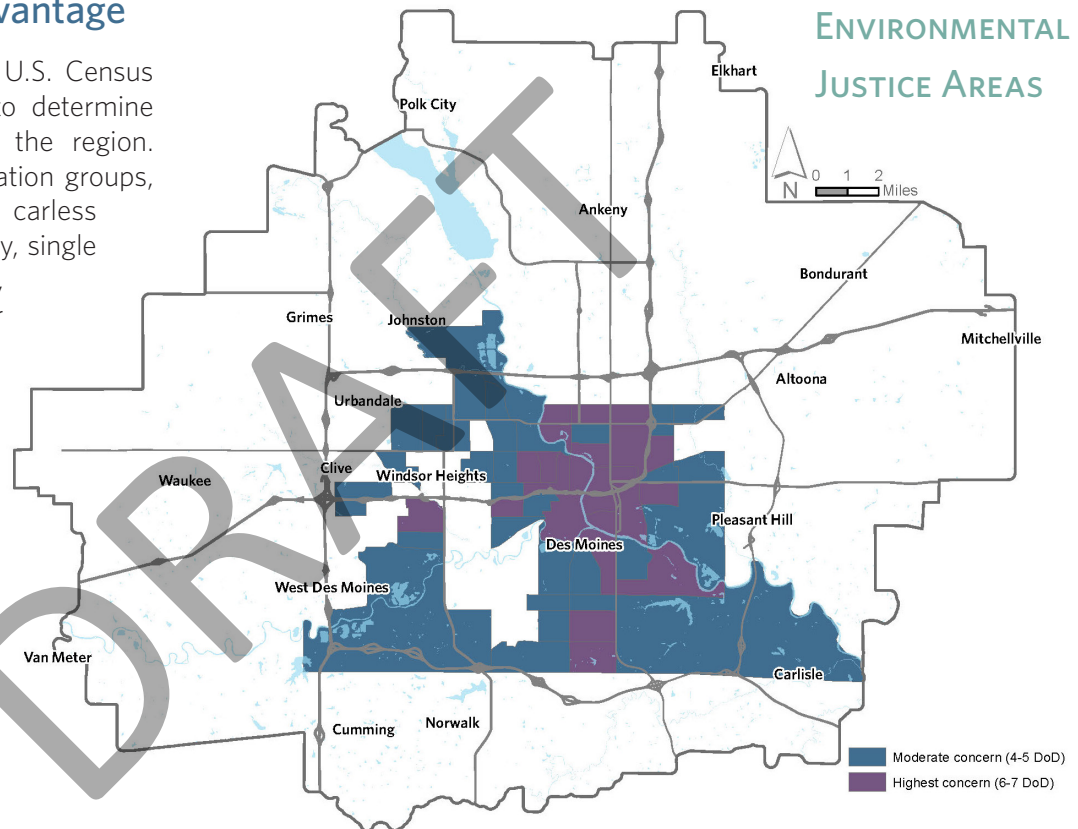 vantage
U.S. Census
to determine
the region.
ation groups,
carless
y, single
ENVIRONMENTAL
JUSTICE AREAS
Elkhart
Polk City
N
0 1 2
Miles
Ankeny
Bondurant
Grimes
Johnston
Mitchellville
Altoona
Urbandale
Clive
Windsor Heights
Waukee
Pleasant Hill
Des Moines
West Des Moines
Van Meter
Carlisle
Cumming
Norwalk
Moderate concern (4-5 DoD)
Highest concern (6-7 DoD)
DRAFT